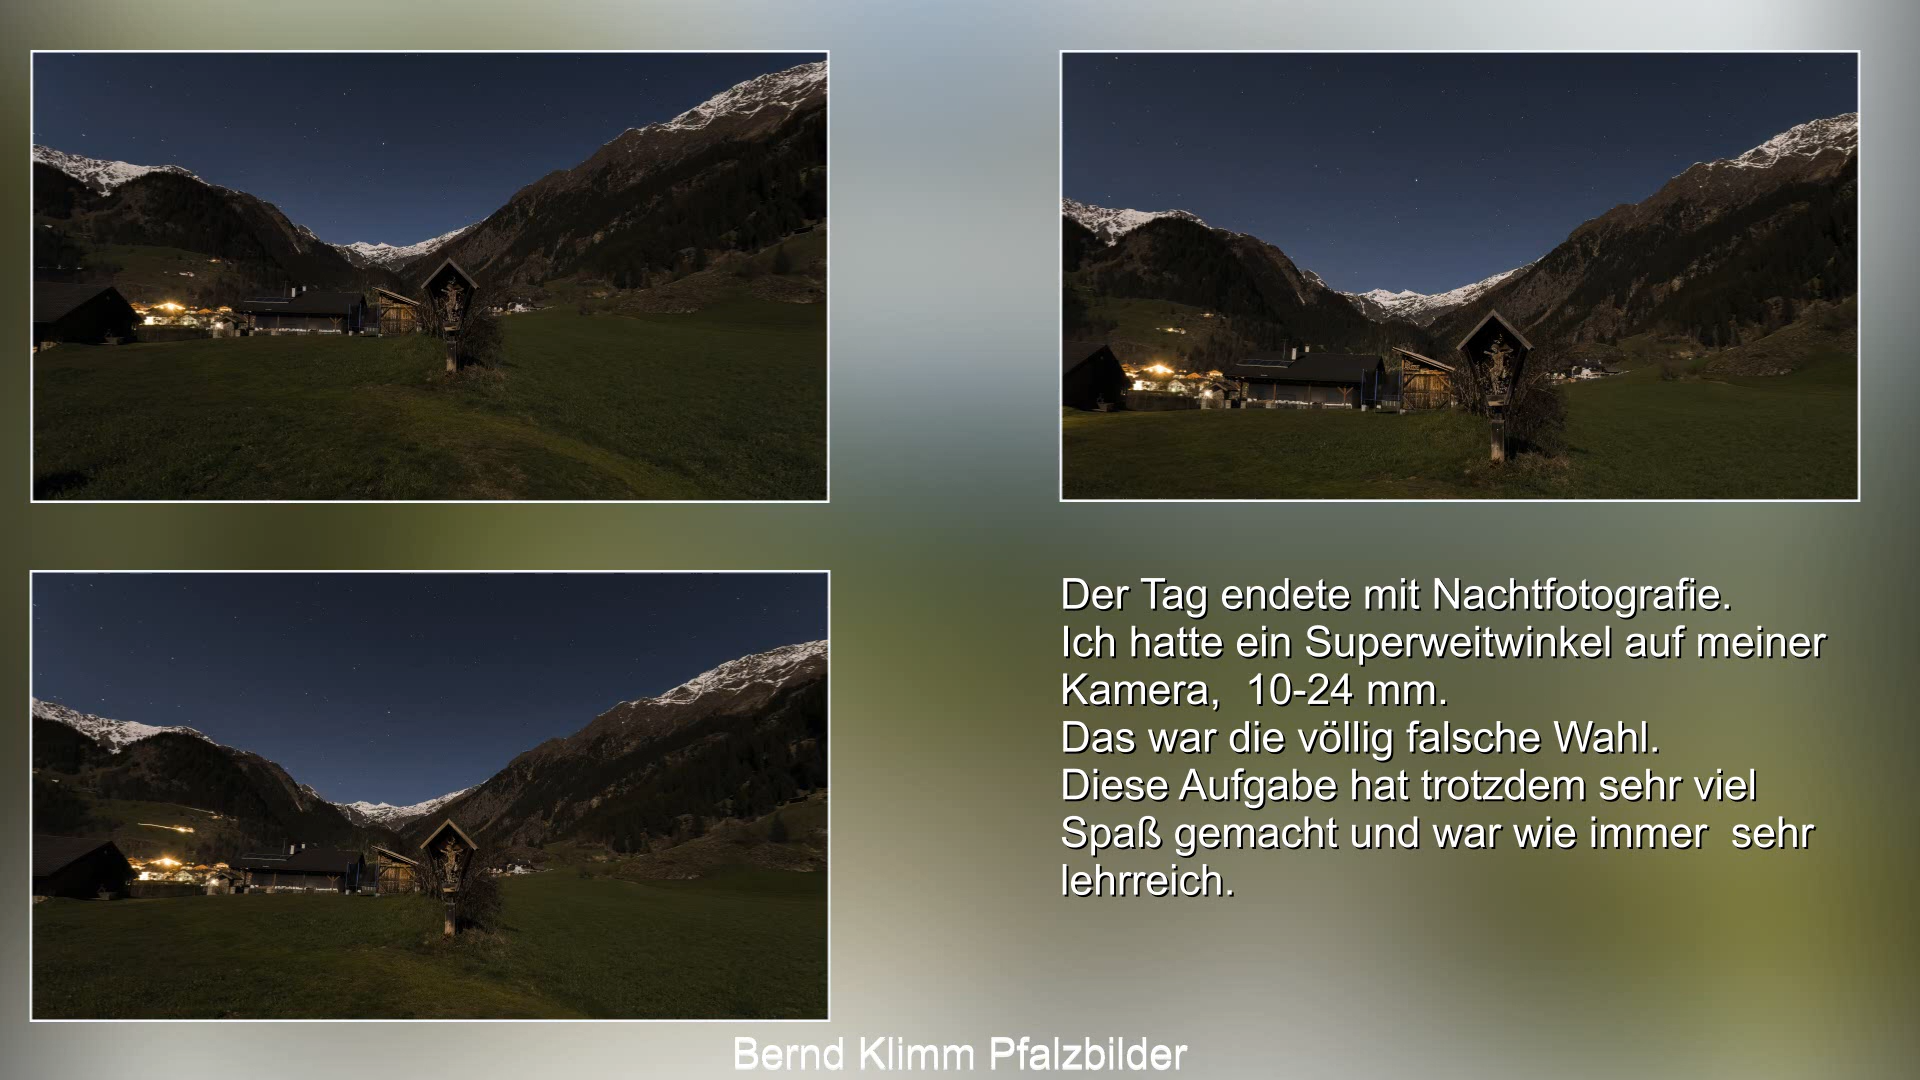 Der Tag endete mit Nachtfotografie.
Ich hatte ein Superweitwinkel auf meiner
Kamera,  10-24 mm.
Das war die völlig falsche Wahl.
Diese Aufgabe hat trotzdem sehr viel
Spaß gemacht und war wie immer  sehr
lehrreich.
Bernd Klimm Pfalzbilder